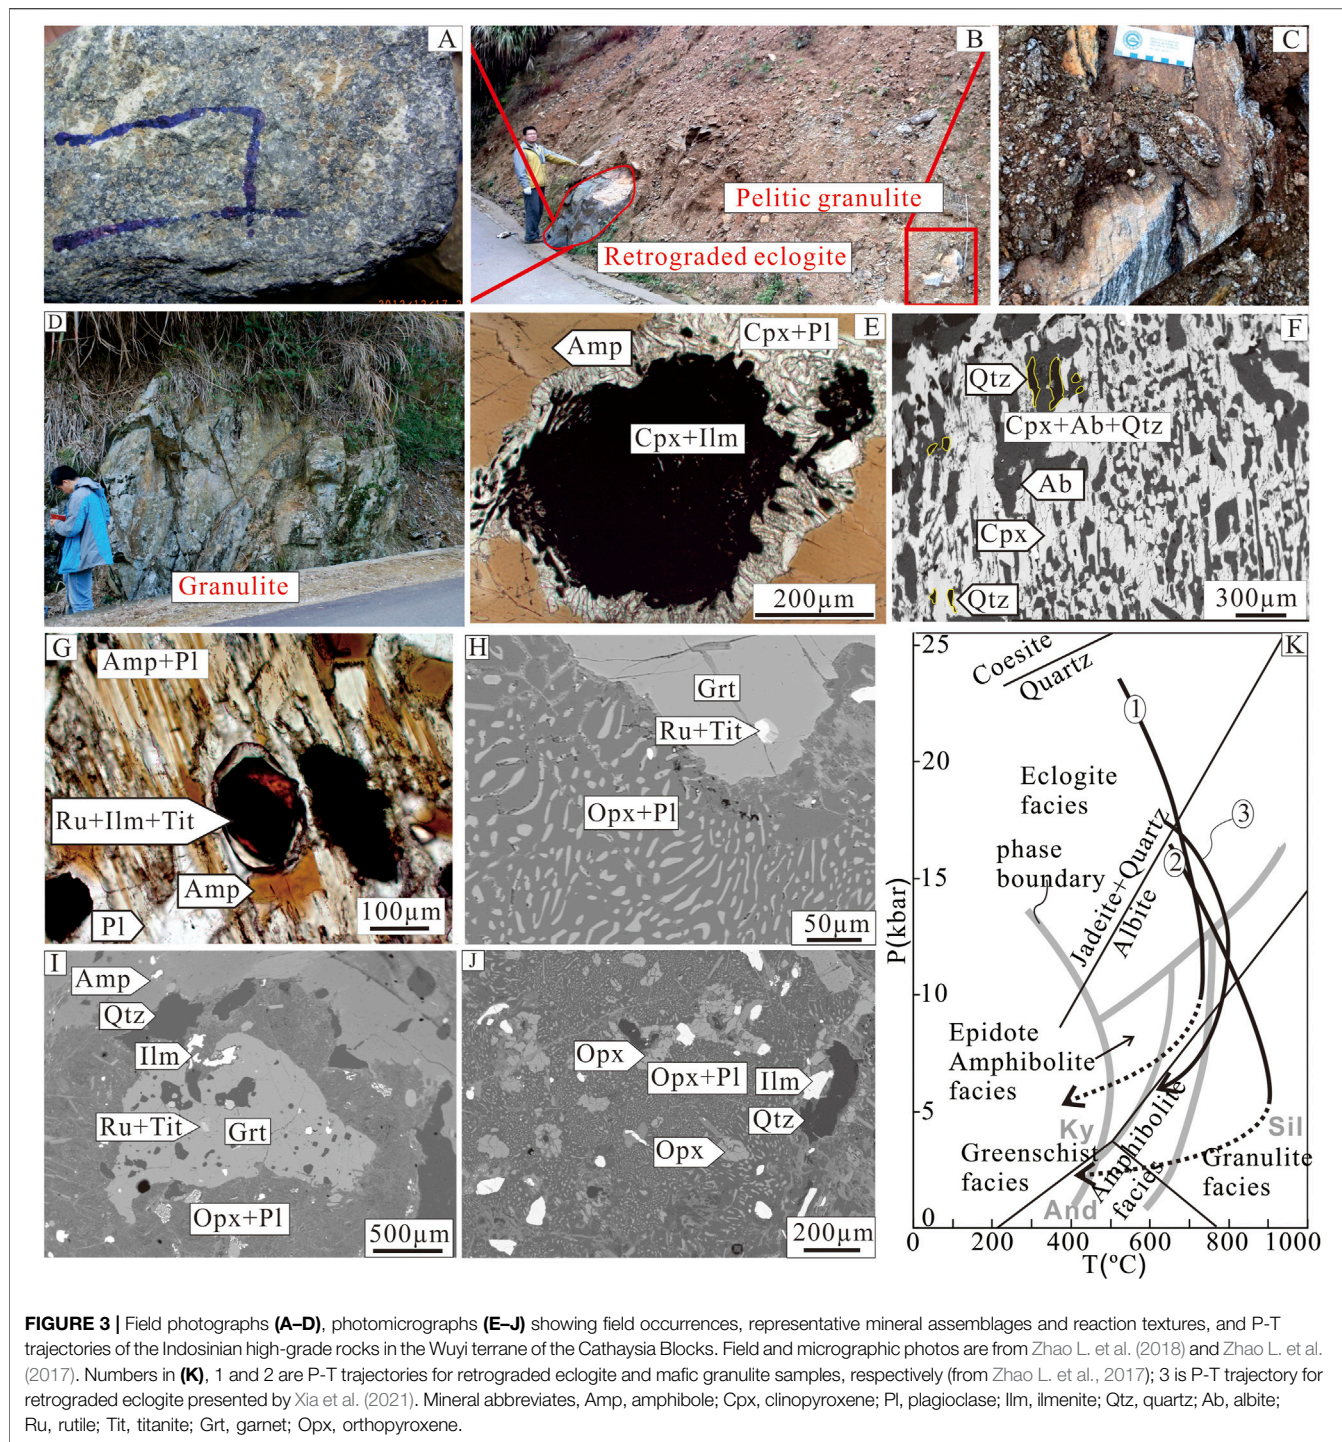 A
2012/12/17
B
Pelitic granulite
Retrograded eclogite
C
D
Granulite
E
Amp
Cpx+Pl
Cpx+Ilm
200µm
F
Qtz
Cpx+Ab+Qtz
Ab
Cpx
Qtz
300µm
G
Amp+Pl
Ru+Ilm+Tit
Amp
Pl
100µm
H
Grt
Ru+Tit
Opx+Pl
50µm
I
Amp
Qtz
Ilm
Ru+Tit
Grt
Opx+Pl
500µm
J
Opx
Opx+Pl
Ilm
Qtz
Opx
200µm
K
25
20
15
10
5
0
P(kbar)
Coesite
Quartz
1
Eclogite
facies
3
2
phase
boundary
Jadeite+Quartz
Albite
Epidote
Amphibolite
facies
Ky
Sil
Greenschist
facies
And
Amphibolite
facies
Granulite
facies
0 200 400 600 800 1000
T(ºC)
FIGURE 3 | Field photographs (A–D), photomicrographs (E–J) showing field occurrences, representative mineral assemblages and reaction textures, and P-T
trajectories of the Indosinian high-grade rocks in the Wuyi terrane of the Cathaysia Blocks. Field and micrographic photos are from Zhao L. et al. (2018) and Zhao L. et al.
(2017). Numbers in (K), 1 and 2 are P-T trajectories for retrograded eclogite and mafic granulite samples, respectively (from Zhao L. et al., 2017); 3 is P-T trajectory for
retrograded eclogite presented by Xia et al. (2021). Mineral abbreviates, Amp, amphibole; Cpx, clinopyroxene; Pl, plagioclase; Ilm, ilmenite; Qtz, quartz; Ab, albite;
Ru, rutile; Tit, titanite; Grt, garnet; Opx, orthopyroxene.